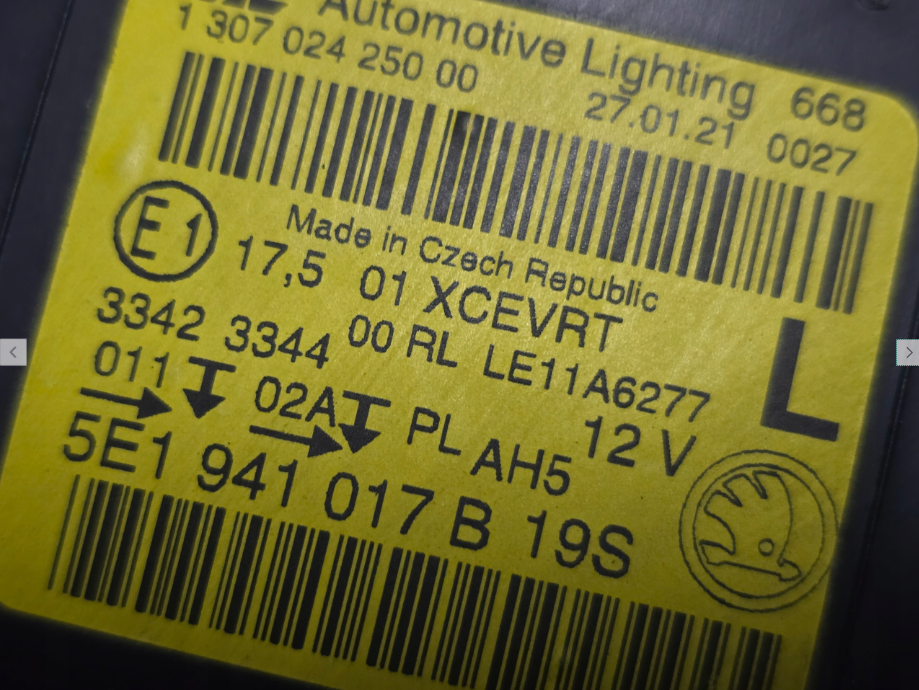 Automotive Lighting 668
1 307 024 250 00 27.01.21 0027
Made in Czech Republic
E1 17,5 01 XCEVRT
3342 3344 00 RL LE11A6277 L
011 02A PL AH5 12 V
5E1 941 017 B 19S